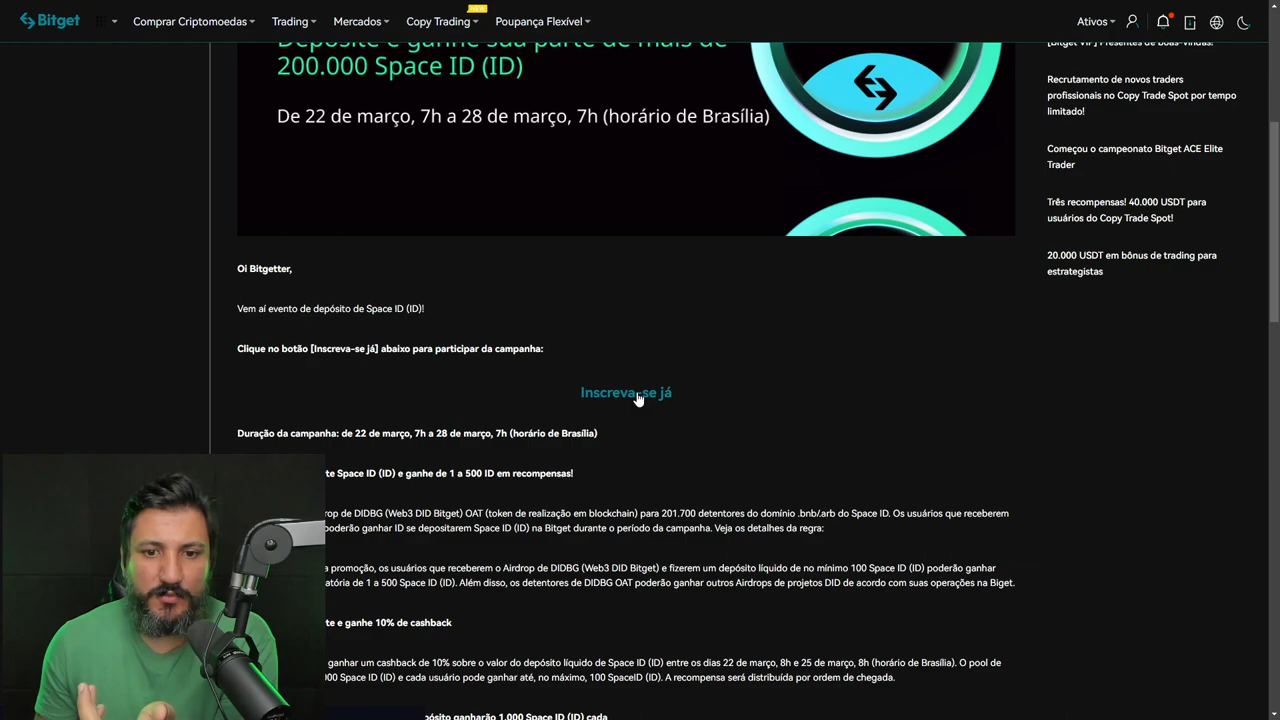 Bitget
Comprar Criptomoedas
Trading
Mercados
Copy Trading
NEW
Poupança Flexível
Ativos
Deposite e ganhe sua parte de mais de
200.000 Space ID (ID)
De 22 de março, 7h a 28 de março, 7h (horário de Brasília)
[Bitget VIP] Presentes de boas-vindas!
Recrutamento de novos traders
profissionais no Copy Trade Spot por tempo
limitado!
Começou o campeonato Bitget ACE Elite
Trader
Três recompensas! 40.000 USDT para
usuários do Copy Trade Spot!
20.000 USDT em bônus de trading para
estrategistas
Oi Bitgetter,
Vem aí evento de depósito de Space ID (ID)!
Clique no botão [Inscreva-se já] abaixo para participar da campanha:
Inscreva-se já
Duração da campanha: de 22 de março, 7h a 28 de março, 7h (horário de Brasília)
Space ID (ID) e ganhe de 1 a 500 ID em recompensas!
de DIDBG (Web3 DID Bitget) OAT (token de realização em blockchain) para 201.700 detentores do domínio .bnb/.arb do Space ID. Os usuários que receberem
poderão ganhar ID se depositarem Space ID (ID) na Bitget durante o período da campanha. Veja os detalhes da regra:
promoção, os usuários que receberem o Airdrop de DIDBG (Web3 DID Bitget) e fizerem um depósito líquido de no mínimo 100 Space ID (ID) poderão ganhar
de 1 a 500 Space ID (ID). Além disso, os detentores de DIDBG OAT poderão ganhar outros Airdrops de projetos DID de acordo com suas operações na Biget.
e ganhe 10% de cashback
ganhar um cashback de 10% sobre o valor do depósito líquido de Space ID (ID) entre os dias 22 de março, 8h e 25 de março, 8h (horário de Brasília). O pool de
Space ID (ID) e cada usuário pode ganhar até, no máximo, 100 SpaceID (ID). A recompensa será distribuída por ordem de chegada.
ganharão 1.000 Space ID (ID) cada